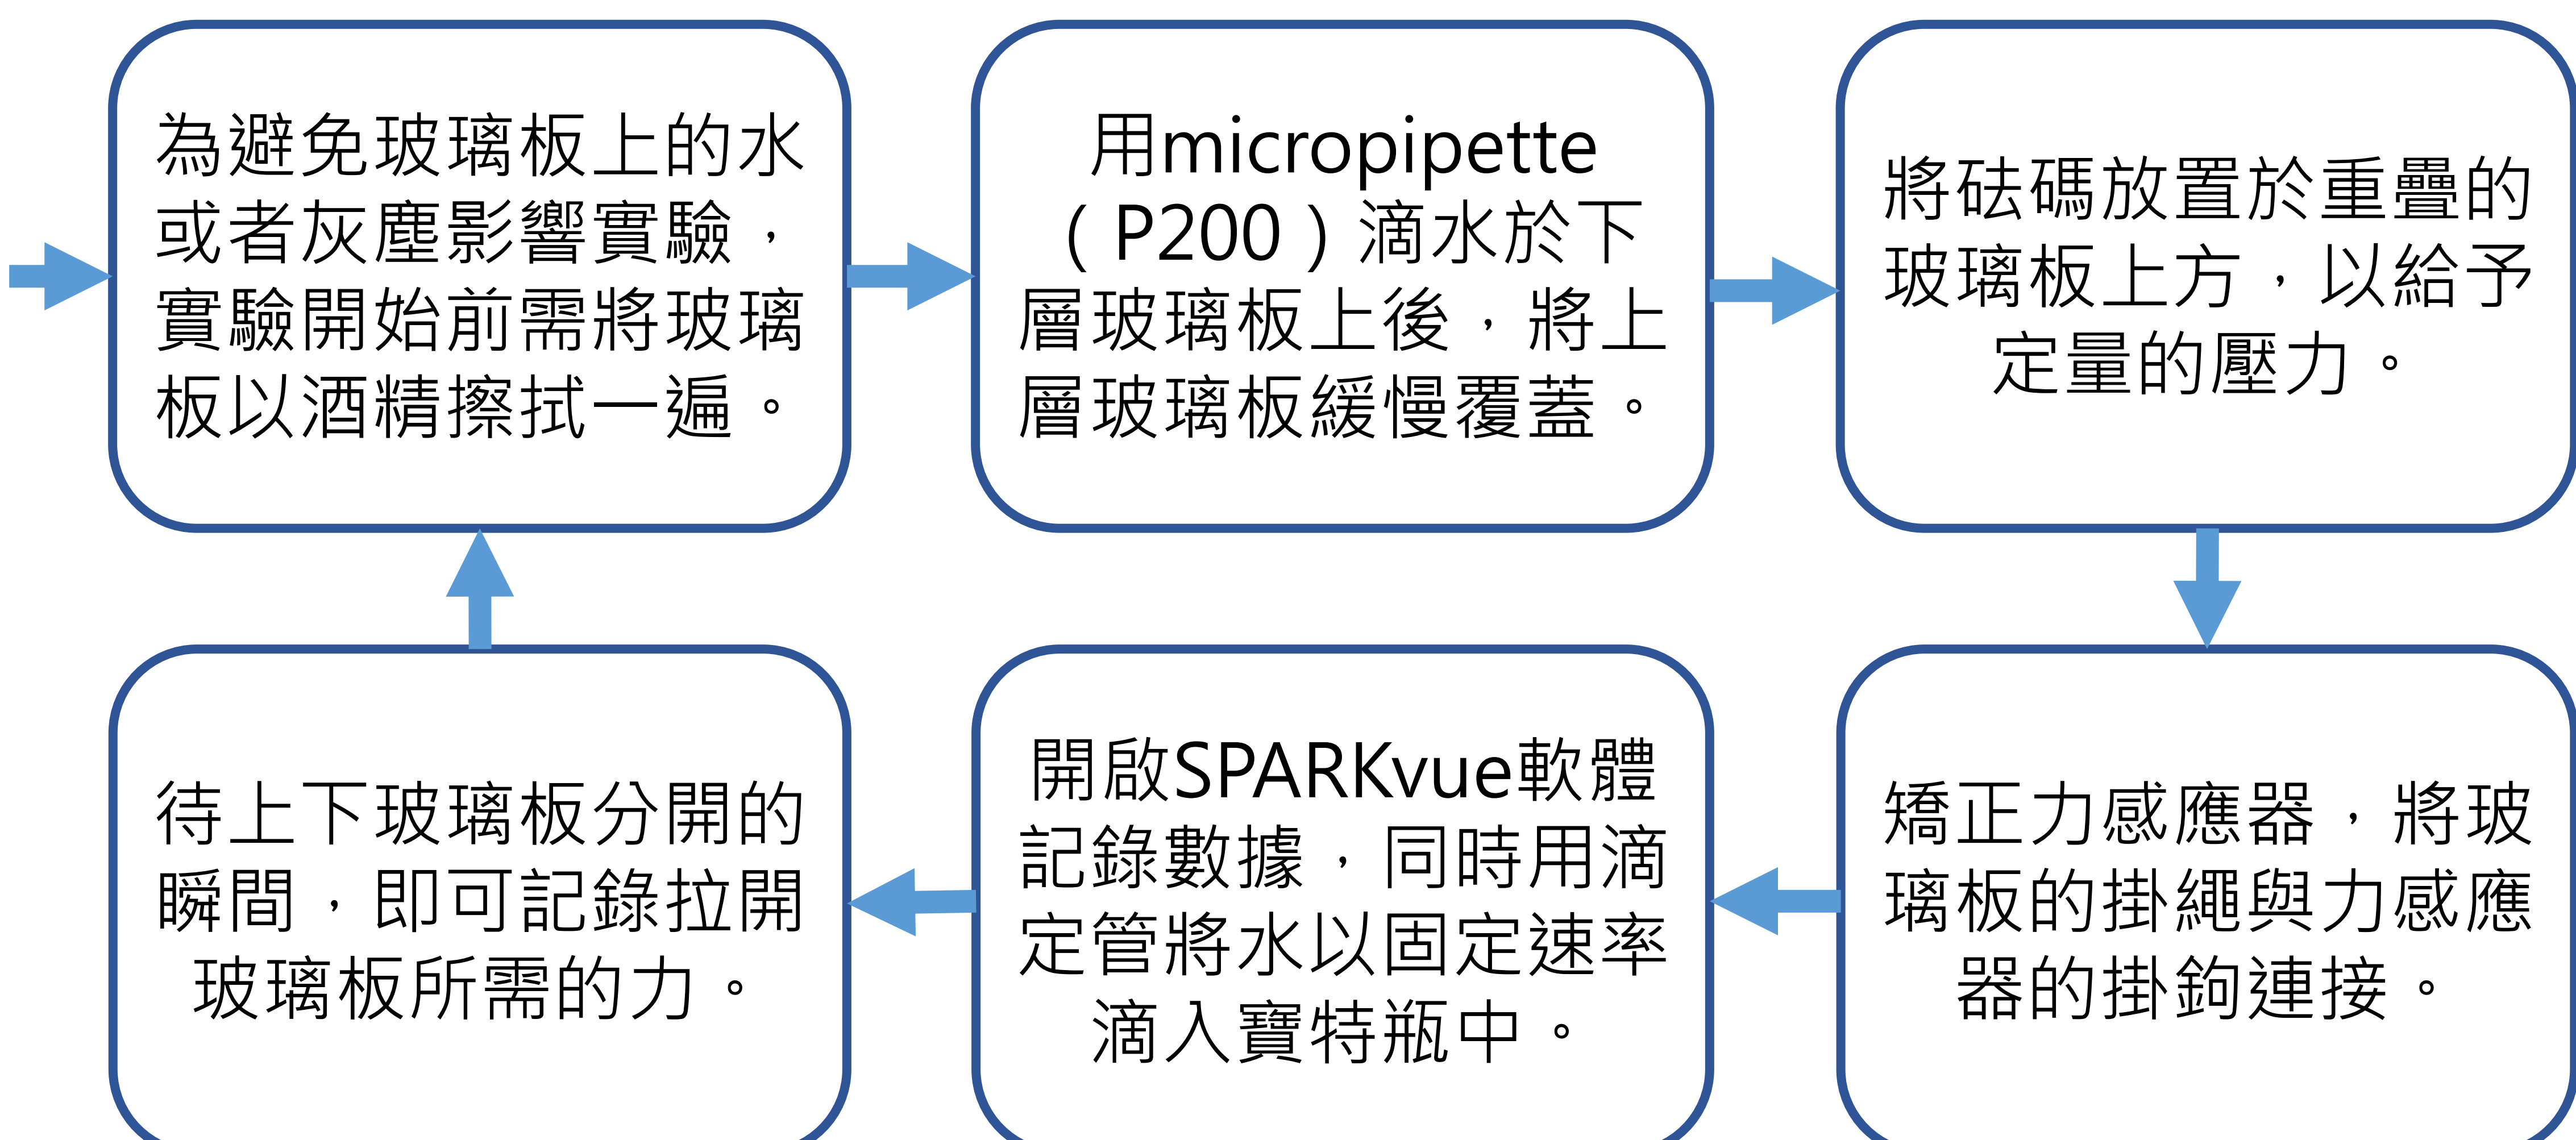 為避免玻璃板上的水
或者灰塵影響實驗，
實驗開始前需將玻璃
板以酒精擦拭一遍。
用micropipette
（P200）滴水於下
層玻璃板上後，將上
層玻璃板緩慢覆蓋。
將砝碼放置於重疊的
玻璃板上方，以給予
定量的壓力。
矯正力感應器，將玻
璃板的掛繩與力感應
器的掛鉤連接。
開啟SPARKvue軟體
記錄數據，同時用滴
定管將水以固定速率
滴入寶特瓶中。
待上下玻璃板分開的
瞬間，即可記錄拉開
玻璃板所需的力。